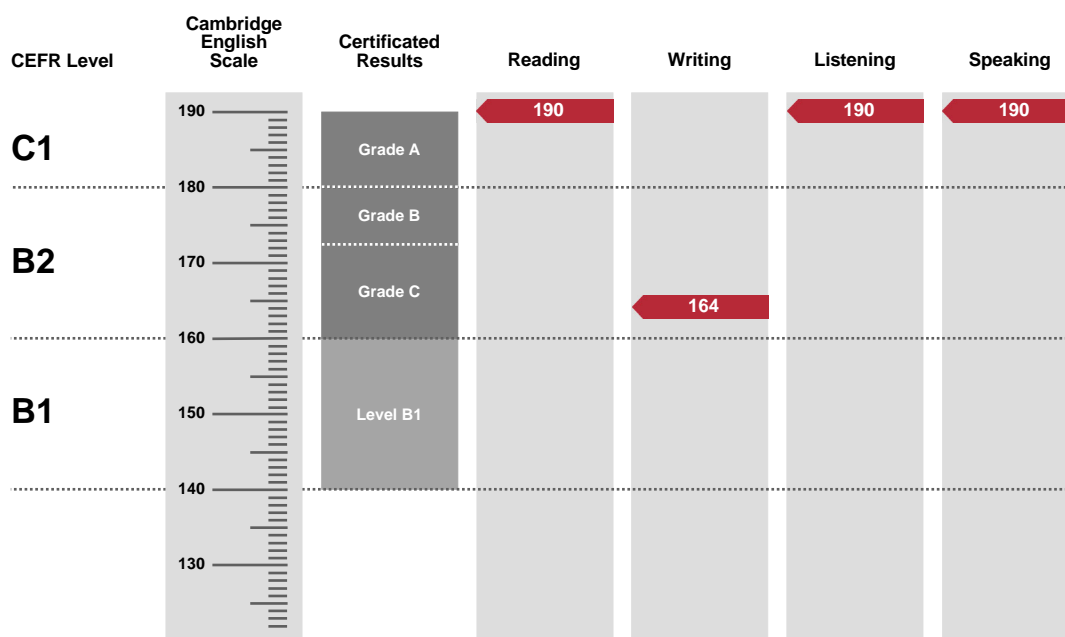 CEFR Level
Cambridge
English
Scale
Certificated
Results
Reading
Writing
Listening
Speaking
190
Grade A
190
190
190
C1
180
Grade B
B2
170
Grade C
164
160
B1
150
Level B1
140
130